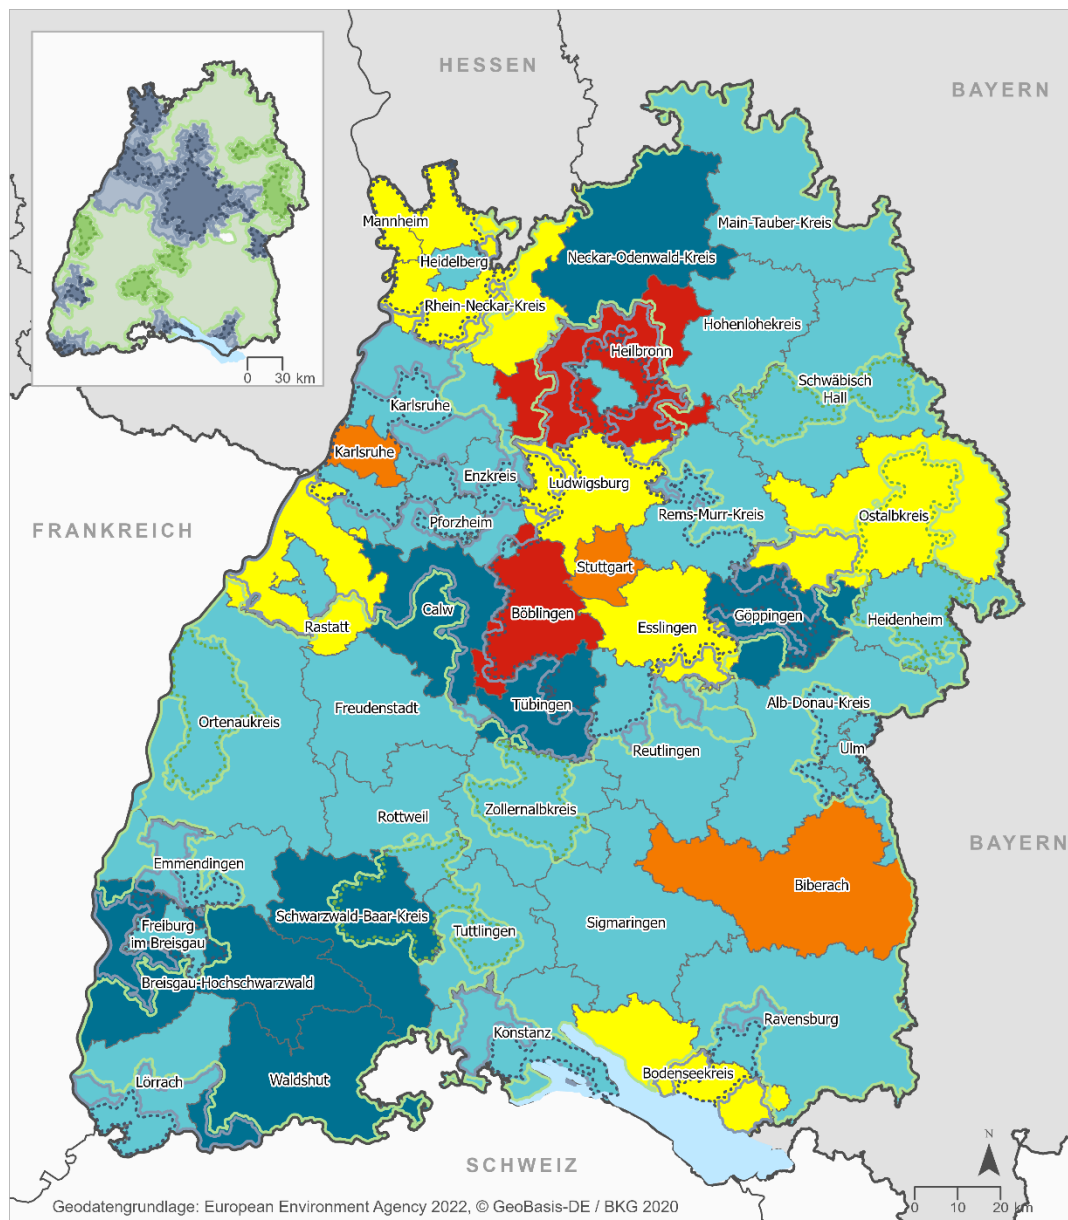 HESSEN
BAYERN
0 30 km
Mannheim
Main-Tauber-Kreis
Heidelberg
Neckar-Odenwald-Kreis
Rhein-Neckar-Kreis
Hohenlohekreis
Heilbronn
Schwäbisch
Hall
Karlsruhe
Karlsruhe
Enzkreis
Ludwigsburg
Pforzheim
Rems-Murr-Kreis
Ostalbkreis
FRANKREICH
Stuttgart
Calw
Böblingen
Göppingen
Heidenheim
Rastatt
Esslingen
Tübingen
Alb-Donau-Kreis
Freudenstadt
Ortenaukreis
Reutlingen
Ulm
Zollernalbkreis
Rottweil
BAYERN
Emmendingen
Biberach
Schwarzwald-Baar-Kreis
Sigmaringen
Freiburg
im Breisgau
Tuttlingen
Breisgau-Hochschwarzwald
Ravensburg
Konstanz
Bodenseekreis
Lörrach
Waldshut
N
SCHWEIZ
0 10 20 km
Geodatengrundlage: European Environment Agency 2022, © GeoBasis-DE / BKG 2020